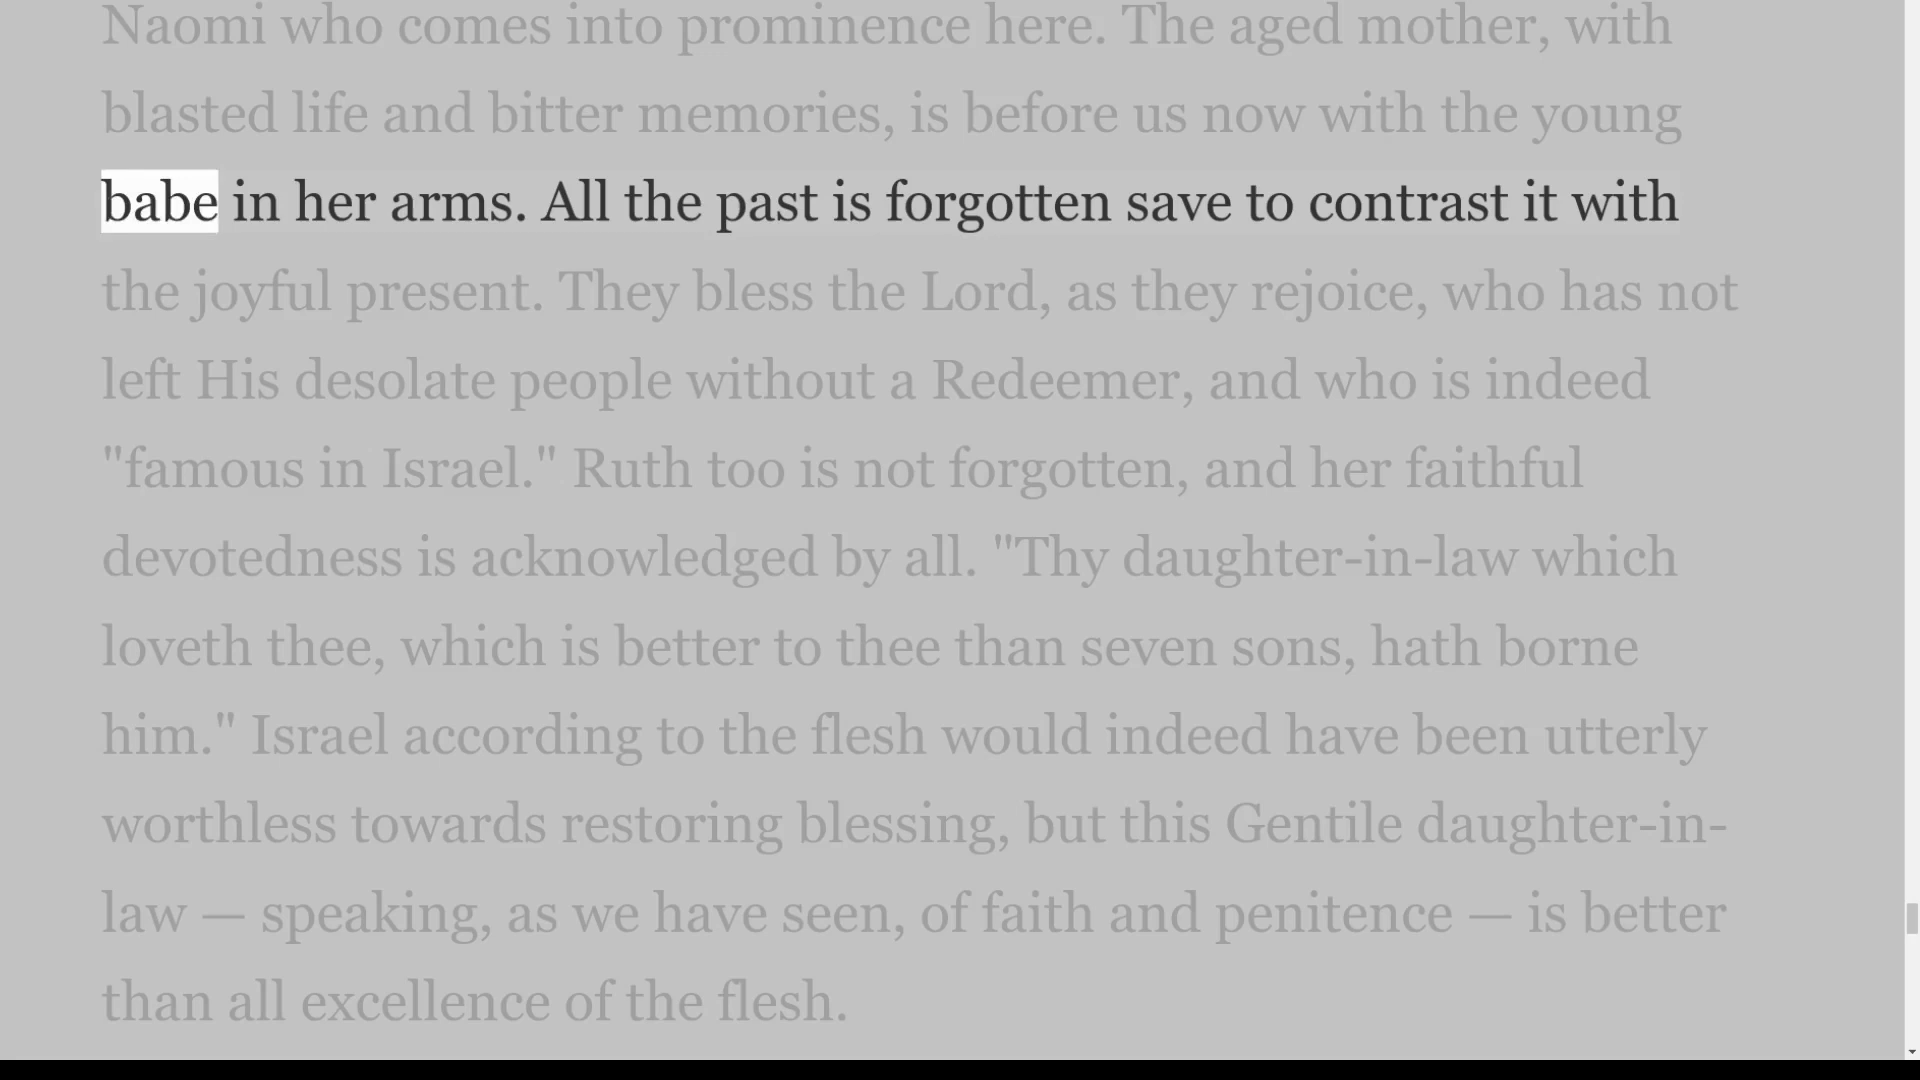 Naomi who comes into prominence here. The aged mother, with
blasted life and bitter memories, is before us now with the young
babe in her arms. All the past is forgotten save to contrast it with
the joyful present. They bless the Lord, as they rejoice, who has not
left His desolate people without a Redeemer, and who is indeed
"famous in Israel." Ruth too is not forgotten, and her faithful
devotedness is acknowledged by all. "Thy daughter-in-law which
loveth thee, which is better to thee than seven sons, hath borne
him." Israel according to the flesh would indeed have been utterly
worthless towards restoring blessing, but this Gentile daughter-in-
law — speaking, as we have seen, of faith and penitence — is better
than all excellence of the flesh.